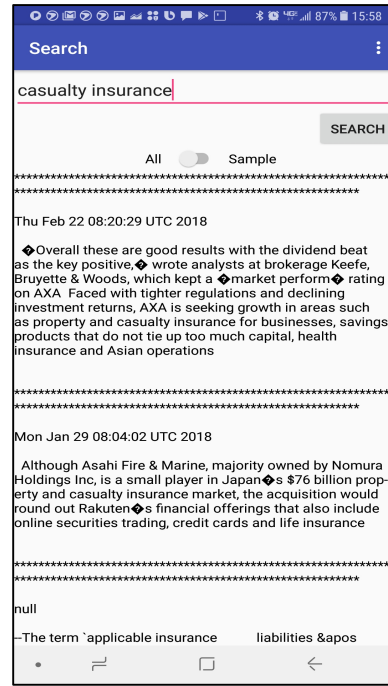 87% 15:58
Search
casualty insurance
SEARCH
All Sample
**********************************************************
*****************************************************
Thu Feb 22 08:20:29 UTC 2018
�Overall these are good results with the dividend beat
as the key positive,� wrote analysts at brokerage Keefe,
Bruyette & Woods, which kept a �market perform� rating
on AXA  Faced with tighter regulations and declining
investment returns, AXA is seeking growth in areas such
as property and casualty insurance for businesses, savings
products that do not tie up too much capital, health
insurance and Asian operations
**********************************************************
*****************************************************
Mon Jan 29 08:04:02 UTC 2018
Although Asahi Fire & Marine, majority owned by Nomura
Holdings Inc, is a small player in Japan�s $76 billion prop-
erty and casualty insurance market, the acquisition would
round out Rakuten�s financial offerings that also include
online securities trading, credit cards and life insurance
**********************************************************
*****************************************************
null
--The term `applicable insurance liabilities &apos